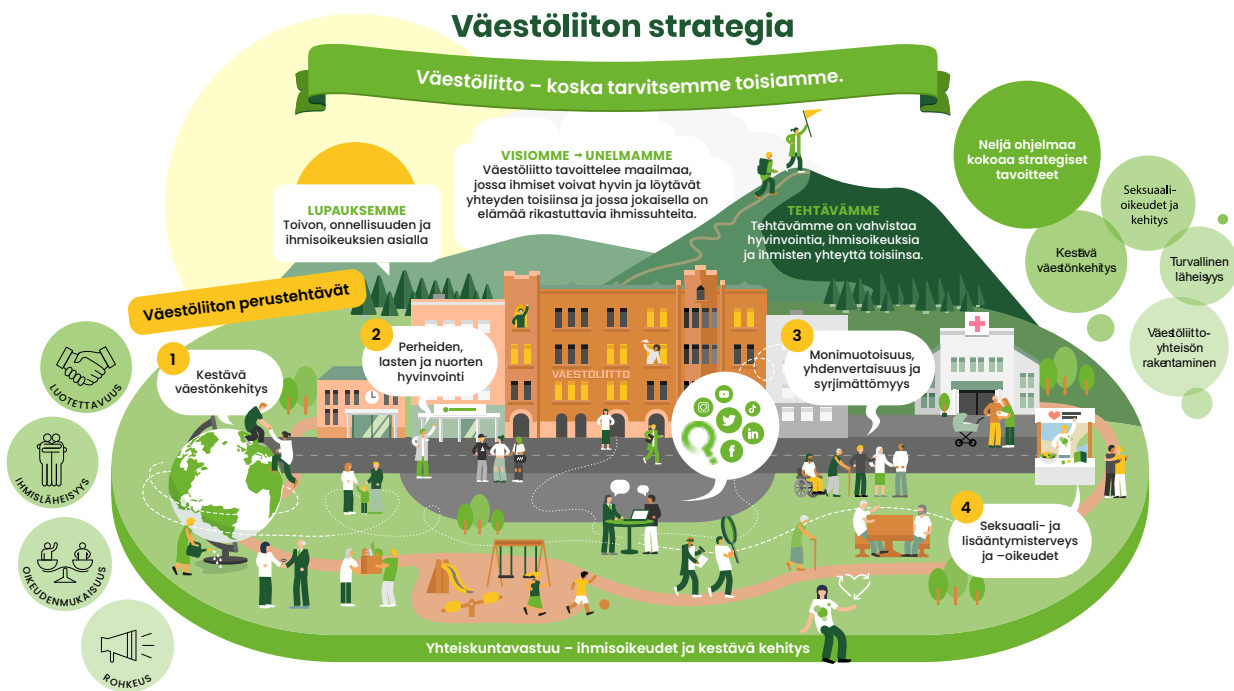 Väestöliiton strategia
Väestöliitto – koska tarvitsemme toisiamme.
LUPAUKSEMME
Toivon, onnellisuuden ja
ihmisoikeuksien asialla
VISIOMME → UNELMAMME
Väestöliitto tavoittelee maailmaa,
jossa ihmiset voivat hyvin ja löytävät
yhteyden toisiinsa ja jossa jokaisella on
elämää rikastuttavia ihmissuhteita.
TEHTÄVÄMME
Tehtävämme on vahvistaa
hyvinvointia, ihmisoikeuksia
ja ihmisten yhteyttä toisiinsa.
Neljä ohjelmaa
kokoaa strategiset
tavoitteet
Seksuaali-
oikeudet ja
kehitys
Kestävä
väestönkehitys
Turvallinen
läheisyys
Väestöliitto-
yhteisön
rakentaminen
Väestöliiton perustehtävät
1
Kestävä
väestönkehitys
2
Perheiden,
lasten ja nuorten
hyvinvointi
3
Monimuotoisuus,
yhdenvertaisuus ja
syrjimättömyys
4
Seksuaali- ja
lisääntymisterveys
ja –oikeudet
VÄESTÖLIITTO
LUOTETTAVUUS
IHMISLÄHEISYYS
OIKEUDENMUKAISUUS
ROHKEUS
Yhteiskuntavastuu – ihmisoikeudet ja kestävä kehitys